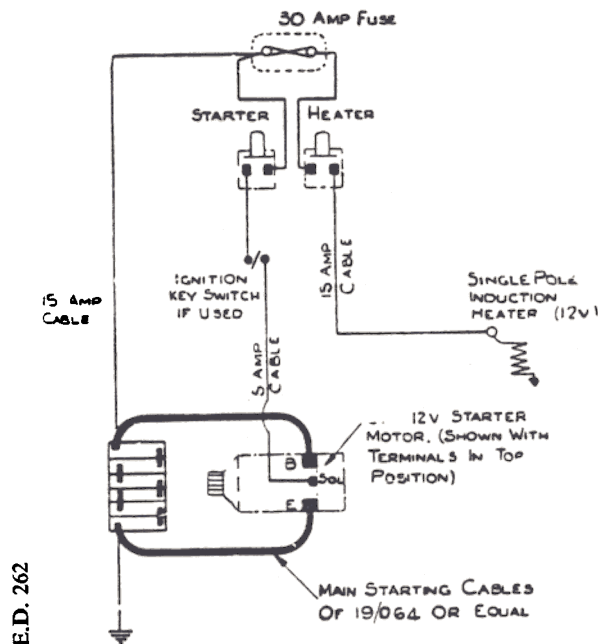 30 AMP FUSE
STARTER
HEATER
IGNITION
KEY SWITCH
IF USED
15 AMP
CABLE
SINGLE POLE
INDUCTION
HEATER (12V)
15 AMP
CABLE
5 AMP
CABLE
12V STARTER
MOTOR. (SHOWN WITH
TERMINALS IN TOP
POSITION)
B
SOL
E
MAIN STARTING CABLES
OF 19/064 OR EQUAL
E.D. 262